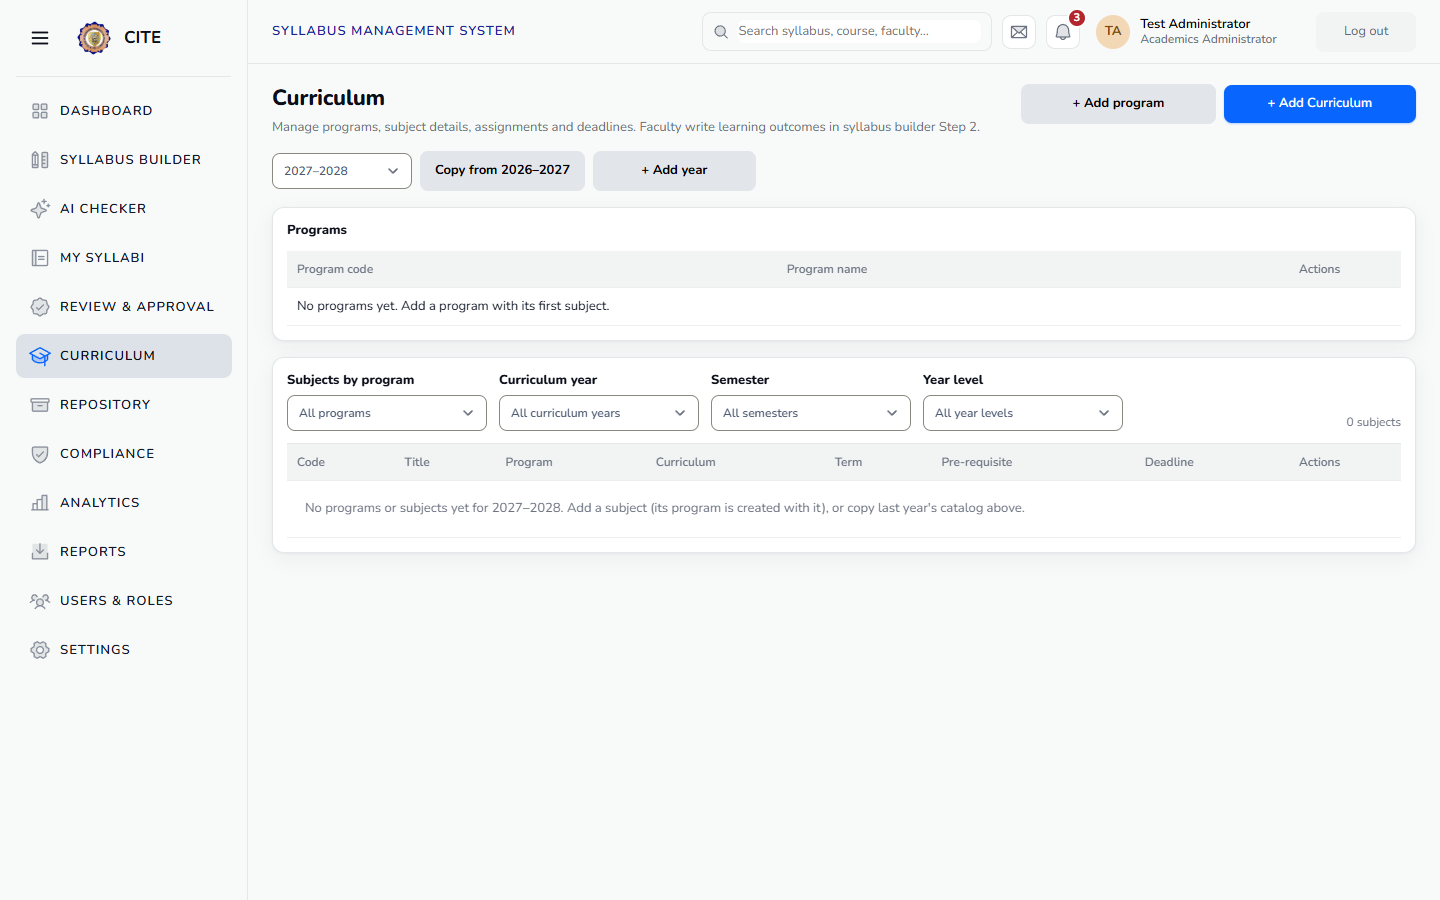 CITE
SYLLABUS MANAGEMENT SYSTEM
Search syllabus, course, faculty...
3
TA
Test Administrator
Academics Administrator
Log out
DASHBOARD
SYLLABUS BUILDER
AI CHECKER
MY SYLLABI
REVIEW & APPROVAL
CURRICULUM
REPOSITORY
COMPLIANCE
ANALYTICS
REPORTS
USERS & ROLES
SETTINGS
Curriculum
Manage programs, subject details, assignments and deadlines. Faculty write learning outcomes in syllabus builder Step 2.
+ Add program
+ Add Curriculum
2027–2028
Copy from 2026–2027
+ Add year
Programs
Program code Program name Actions
No programs yet. Add a program with its first subject.
Subjects by program Curriculum year Semester Year level
All programs All curriculum years All semesters All year levels
0 subjects
Code Title Program Curriculum Term Pre-requisite Deadline Actions
No programs or subjects yet for 2027–2028. Add a subject (its program is created with it), or copy last year's catalog above.